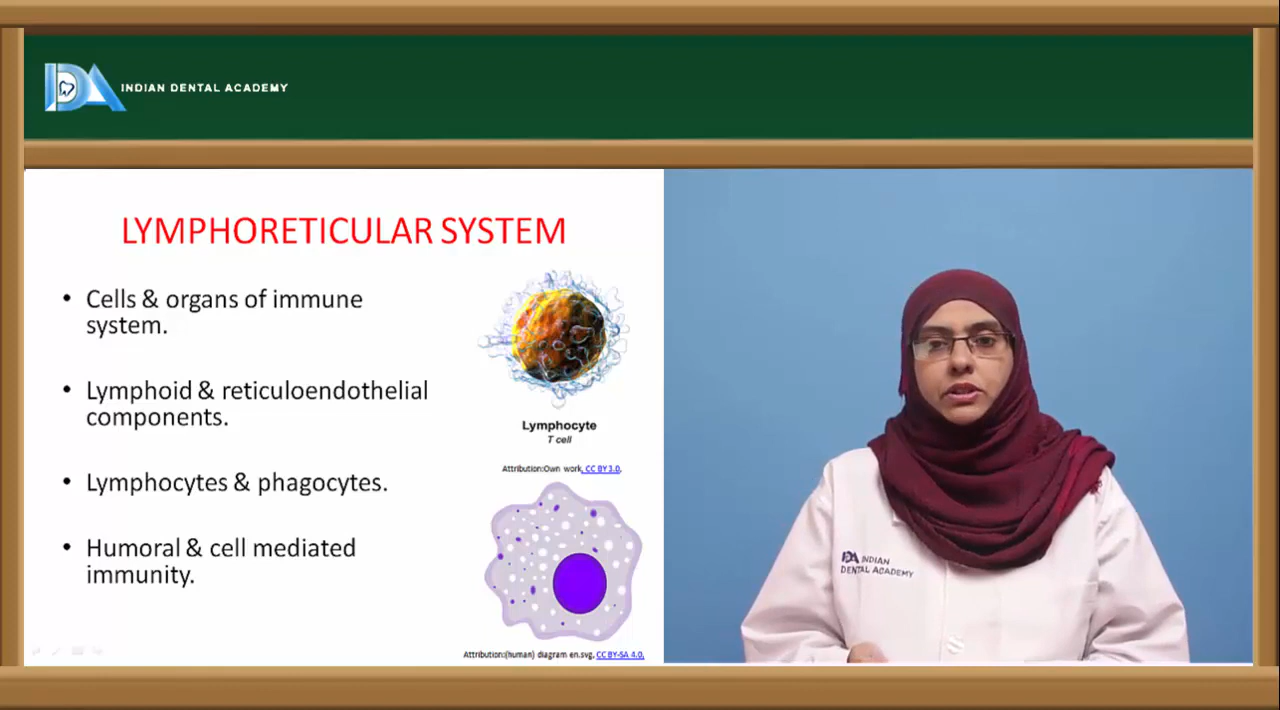 IDA INDIAN DENTAL ACADEMY
LYMPHORETICULAR SYSTEM
• Cells & organs of immune
system.
• Lymphoid & reticuloendothelial
components.
• Lymphocytes & phagocytes.
• Humoral & cell mediated
immunity.
Lymphocyte
T cell
Attribution:Own work, CC BY 3.0.
Attribution:(human) diagram en.svg, CC BY-SA 4.0,
IDA INDIAN
DENTAL ACADEMY